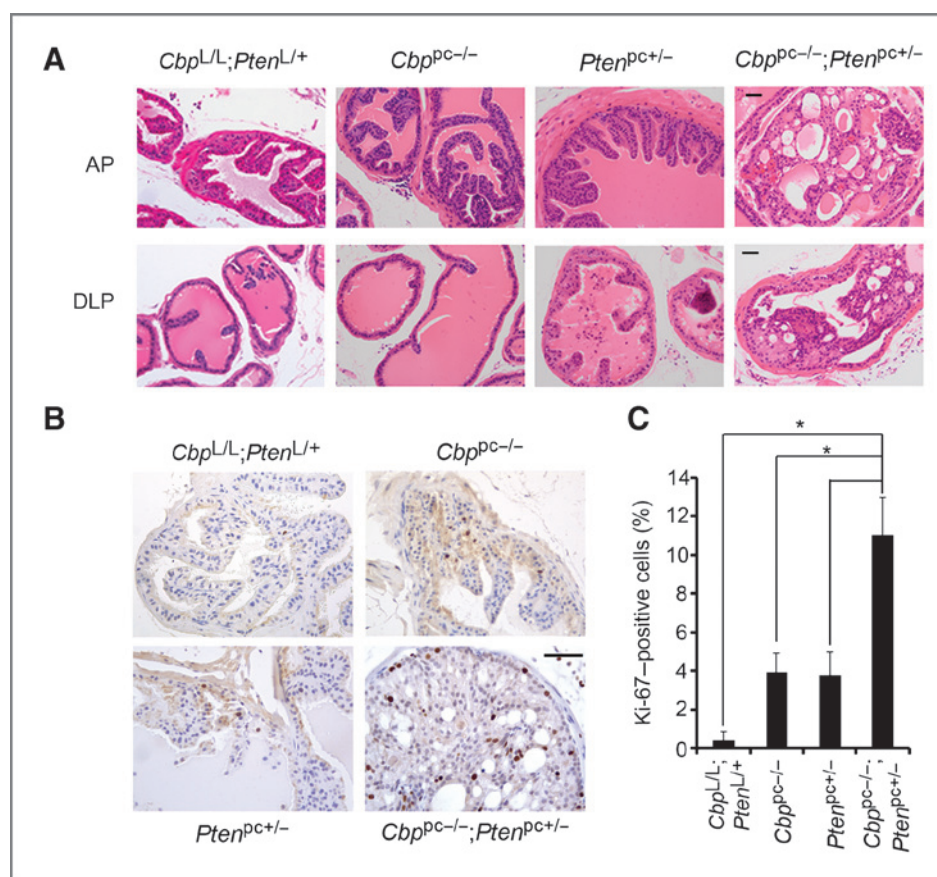 A
Cbp^L/L;Pten^L/+
Cbp^pc–/–
Pten^pc+/–
Cbp^pc–/–;Pten^pc+/–
AP
DLP
B
Cbp^L/L;Pten^L/+
Cbp^pc–/–
Pten^pc+/–
Cbp^pc–/–;Pten^pc+/–
C
*
*
Ki-67–positive cells (%)
14
12
10
8
6
4
2
0
Cbp^L/L;
Pten^L/+
Cbp^pc–/–
Pten^pc+/–
Cbp^pc–/–;
Pten^pc+/–